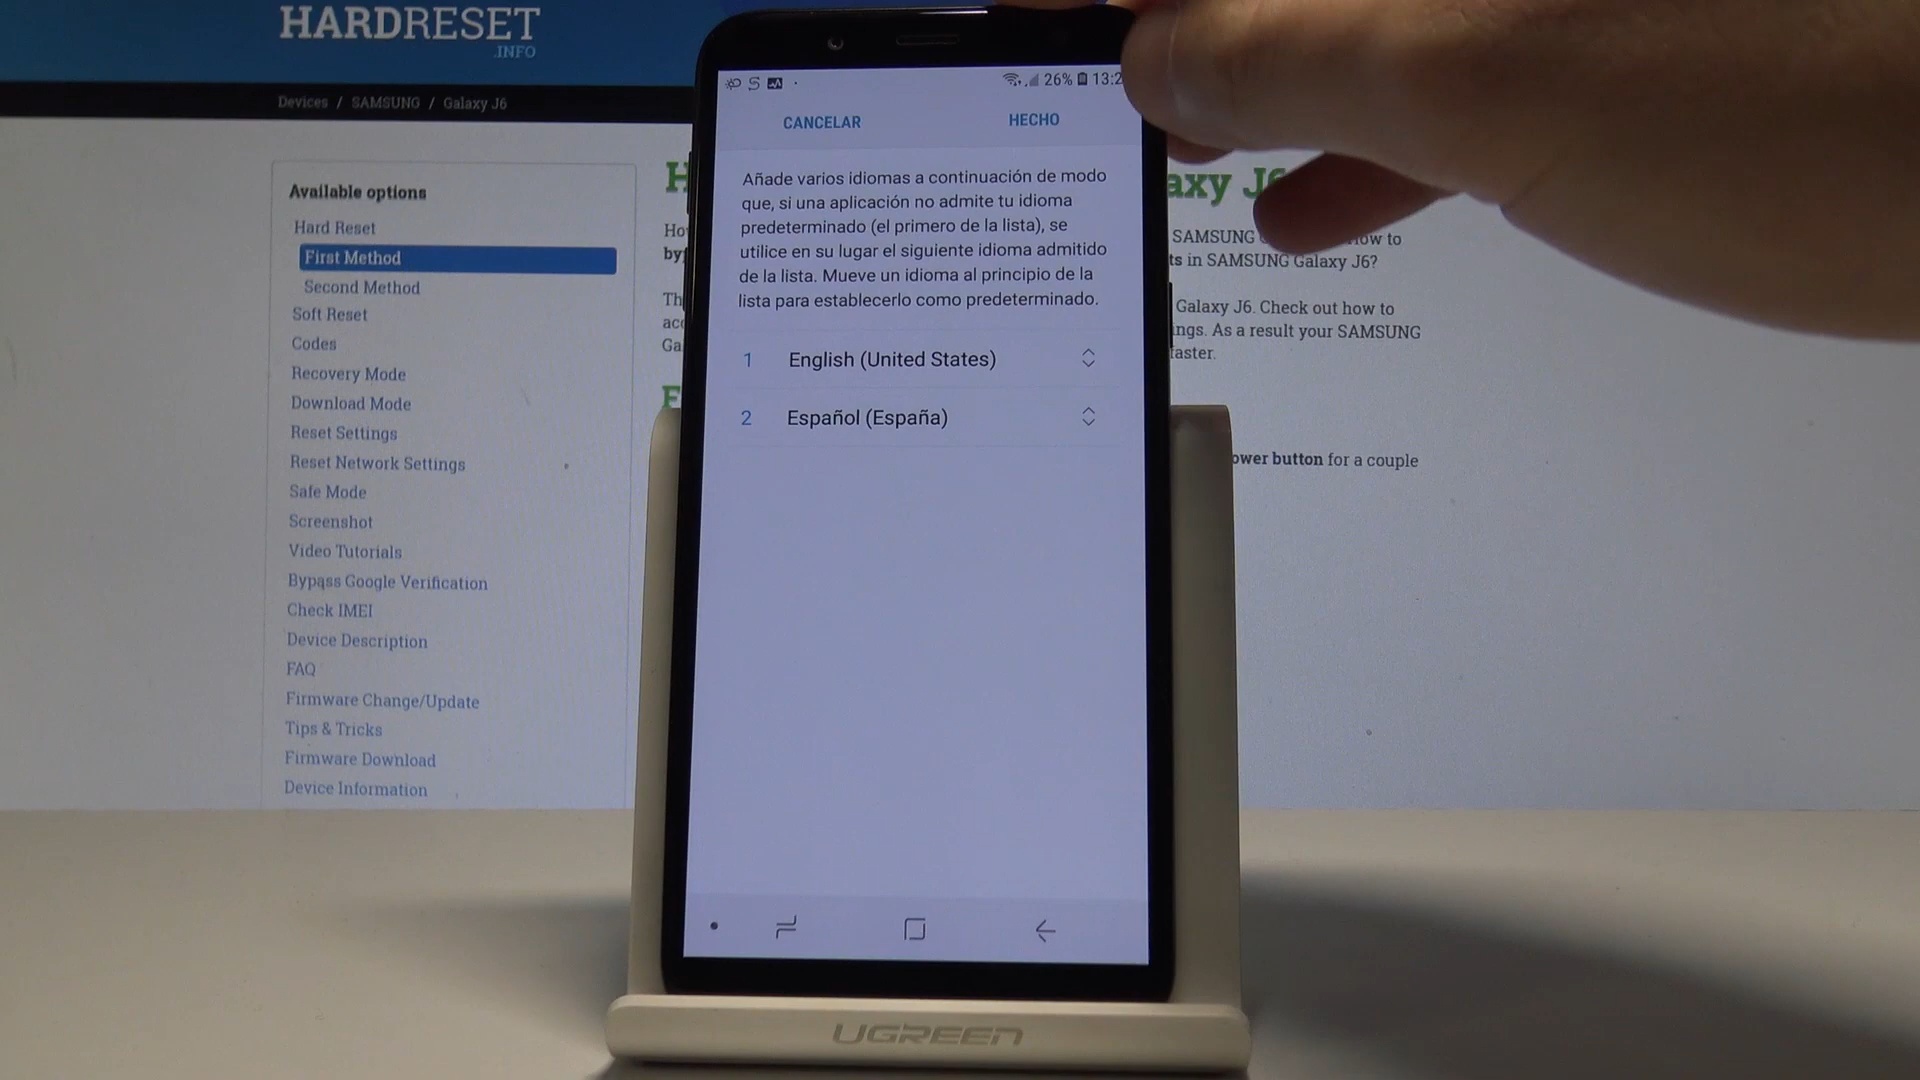 HARDRESET
.INFO
Devices / SAMSUNG / Galaxy J6
Available options
Hard Reset
First Method
Second Method
Soft Reset
Codes
Recovery Mode
Download Mode
Reset Settings
Reset Network Settings
Safe Mode
Screenshot
Video Tutorials
Bypass Google Verification
Check IMEI
Device Description
FAQ
Firmware Change/Update
Tips & Tricks
Firmware Download
Device Information
26% 13:2
CANCELAR HECHO
Añade varios idiomas a continuación de modo
que, si una aplicación no admite tu idioma
predeterminado (el primero de la lista), se
utilice en su lugar el siguiente idioma admitido
de la lista. Mueve un idioma al principio de la
lista para establecerlo como predeterminado.
1 English (United States)
2 Español (España)
axy J6
SAMSUNG how to
ts in SAMSUNG Galaxy J6?
Galaxy J6. Check out how to
ings. As a result your SAMSUNG
faster.
ower button for a couple
UGREEN